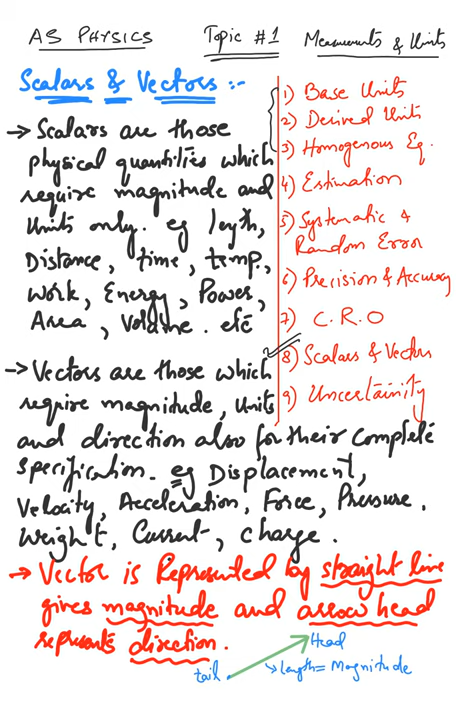 AS PHYSICS Topic #1 Measurments & Units
Scalars & Vectors :-
→ Scalars are those
physical quantities which
require magnitude and
Units only. eg length,
Distance, time, temp.,
Work, Energy, Power,
Area, Volume. etc
1) Base Units
2) Derived Units
3) Homogenous Eq.
4) Estimation
5) Systematic &
Random Error
6) Precision & Accuracy
7) C.R.O
8) Scalars & Vectors
9) Uncertainity
→ Vectors are those which
require magnitude, Units
and direction also for their complete
specification. eg Displacement,
Velocity, Acceleration, Force, Pressure.
Weight, Current, charge.
→ Vector is Represented by straight line
gives magnitude and arrow head
represents direction.
Head
tail
→ Length = Magnitude